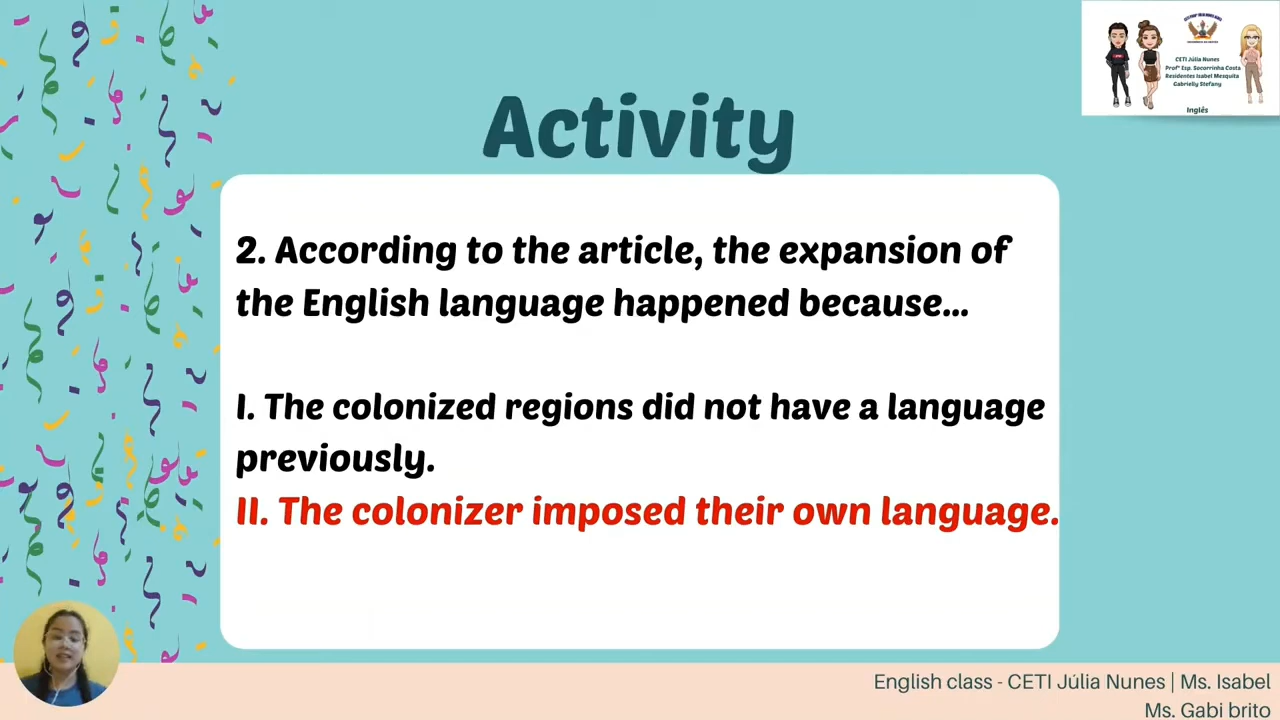 CETI Júlia Nunes
Profª Esp. Socorrinha Costa
Residentes Isabel Mesquita
Gabrielly Stefany
Inglês
Activity
2. According to the article, the expansion of
the English language happened because...
I. The colonized regions did not have a language
previously.
II. The colonizer imposed their own language.
English class - CETI Júlia Nunes | Ms. Isabel
Ms. Gabi brito